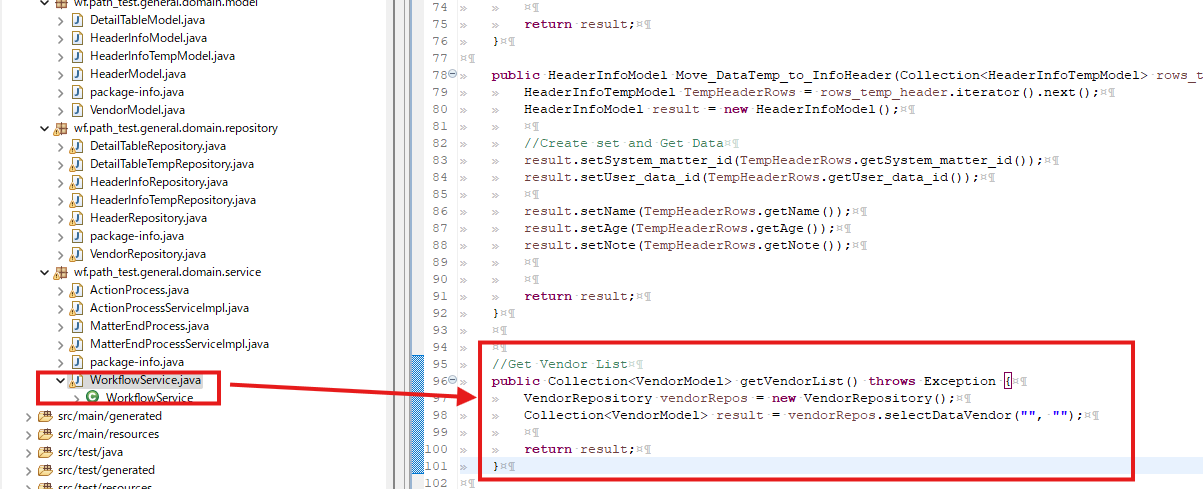 wf.path_test.general.domain.model
DetailTableModel.java
HeaderInfoModel.java
HeaderInfoTempModel.java
HeaderModel.java
package-info.java
VendorModel.java
wf.path_test.general.domain.repository
DetailTableRepository.java
DetailTableTempRepository.java
HeaderInfoRepository.java
HeaderInfoTempRepository.java
HeaderRepository.java
package-info.java
VendorRepository.java
wf.path_test.general.domain.service
ActionProcess.java
ActionProcessServiceImpl.java
MatterEndProcess.java
MatterEndProcessServiceImpl.java
package-info.java
WorkflowService.java
WorkflowService
src/main/generated
src/main/resources
src/test/java
src/test/generated
src/test/resources
74
75 return result;
76 }
77
78 public HeaderInfoModel Move_DataTemp_to_InfoHeader(Collection<HeaderInfoTempModel> rows_t
79 HeaderInfoTempModel TempHeaderRows = rows_temp_header.iterator().next();
80 HeaderInfoModel result = new HeaderInfoModel();
81
82 //Create set and Get Data
83 result.setSystem_matter_id(TempHeaderRows.getSystem_matter_id());
84 result.setUser_data_id(TempHeaderRows.getUser_data_id());
85
86 result.setName(TempHeaderRows.getName());
87 result.setAge(TempHeaderRows.getAge());
88 result.setNote(TempHeaderRows.getNote());
89
90
91 return result;
92 }
93
94
95 //Get Vendor List
96 public Collection<VendorModel> getVendorList() throws Exception {
97 VendorRepository vendorRepos = new VendorRepository();
98 Collection<VendorModel> result = vendorRepos.selectDataVendor("", "");
99
100 return result;
101 }
102